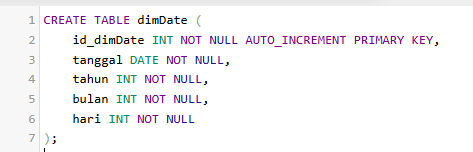 1 CREATE TABLE dimDate (
2 id_dimDate INT NOT NULL AUTO_INCREMENT PRIMARY KEY,
3 tanggal DATE NOT NULL,
4 tahun INT NOT NULL,
5 bulan INT NOT NULL,
6 hari INT NOT NULL
7 );